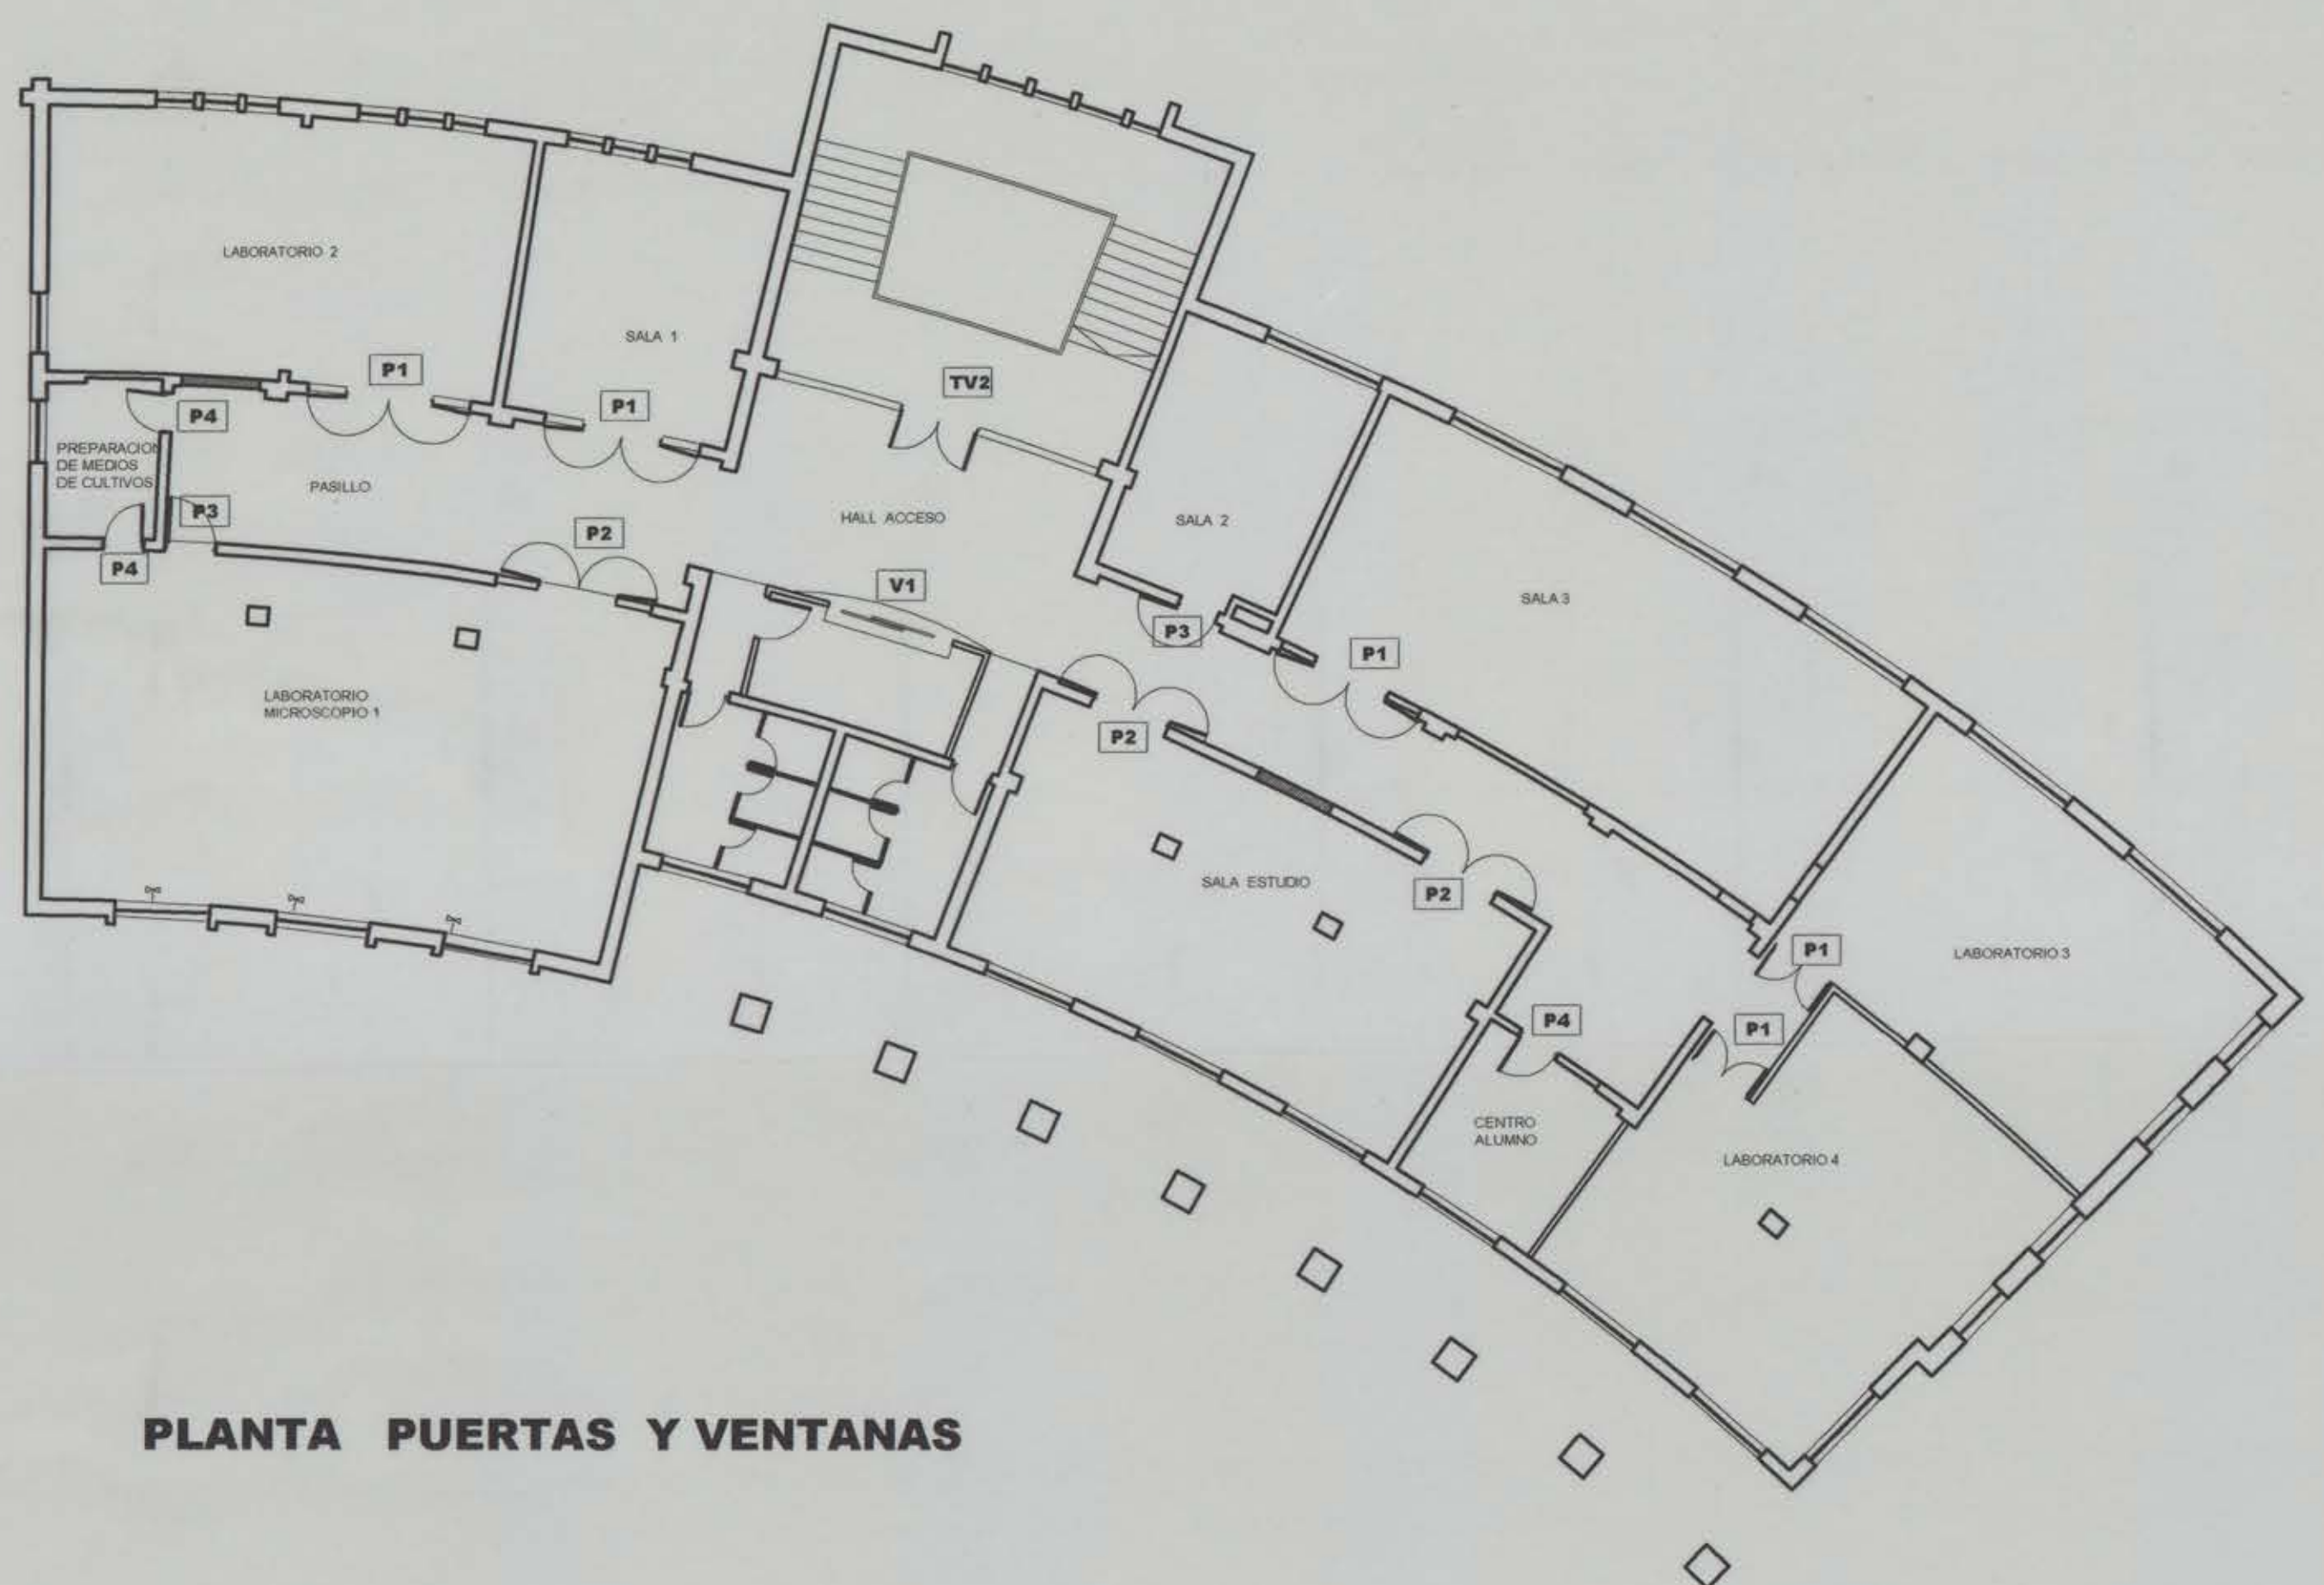 TV2
LABORATORIO 2
SALA 1
P1
P1
P4
PREPARACION
DE MEDIOS
DE CULTIVOS
PASILLO
P3
HALL ACCESO
SALA 2
P2
P4
V1
SALA 3
P3
P1
LABORATORIO
MICROSCOPIO 1
P2
SALA ESTUDIO
P2
P1
LABORATORIO 3
P4
P1
CENTRO
ALUMNO
LABORATORIO 4
PLANTA PUERTAS Y VENTANAS